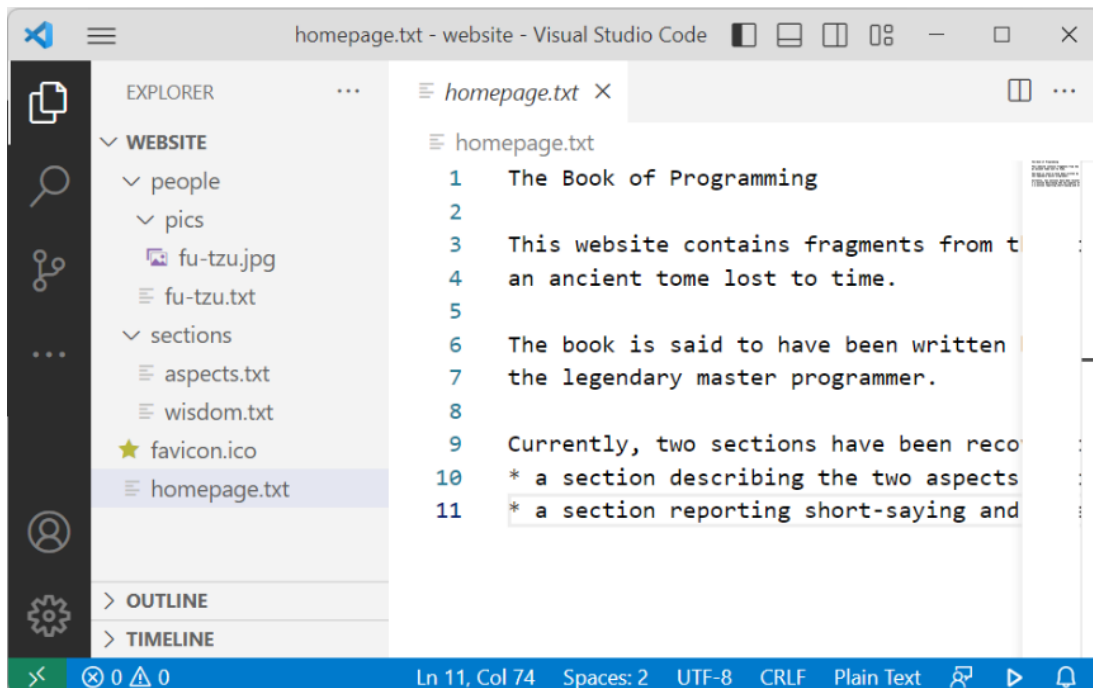 homepage.txt - website - Visual Studio Code
EXPLORER
WEBSITE
people
pics
fu-tzu.jpg
fu-tzu.txt
sections
aspects.txt
wisdom.txt
favicon.ico
homepage.txt
OUTLINE
TIMELINE
homepage.txt
homepage.txt
1 The Book of Programming
2
3 This website contains fragments from
4 an ancient tome lost to time.
5
6 The book is said to have been written
7 the legendary master programmer.
8
9 Currently, two sections have been
10 * a section describing the two aspects
11 * a section reporting short-saying and
0 0 Ln 11, Col 74 Spaces: 2 UTF-8 CRLF Plain Text